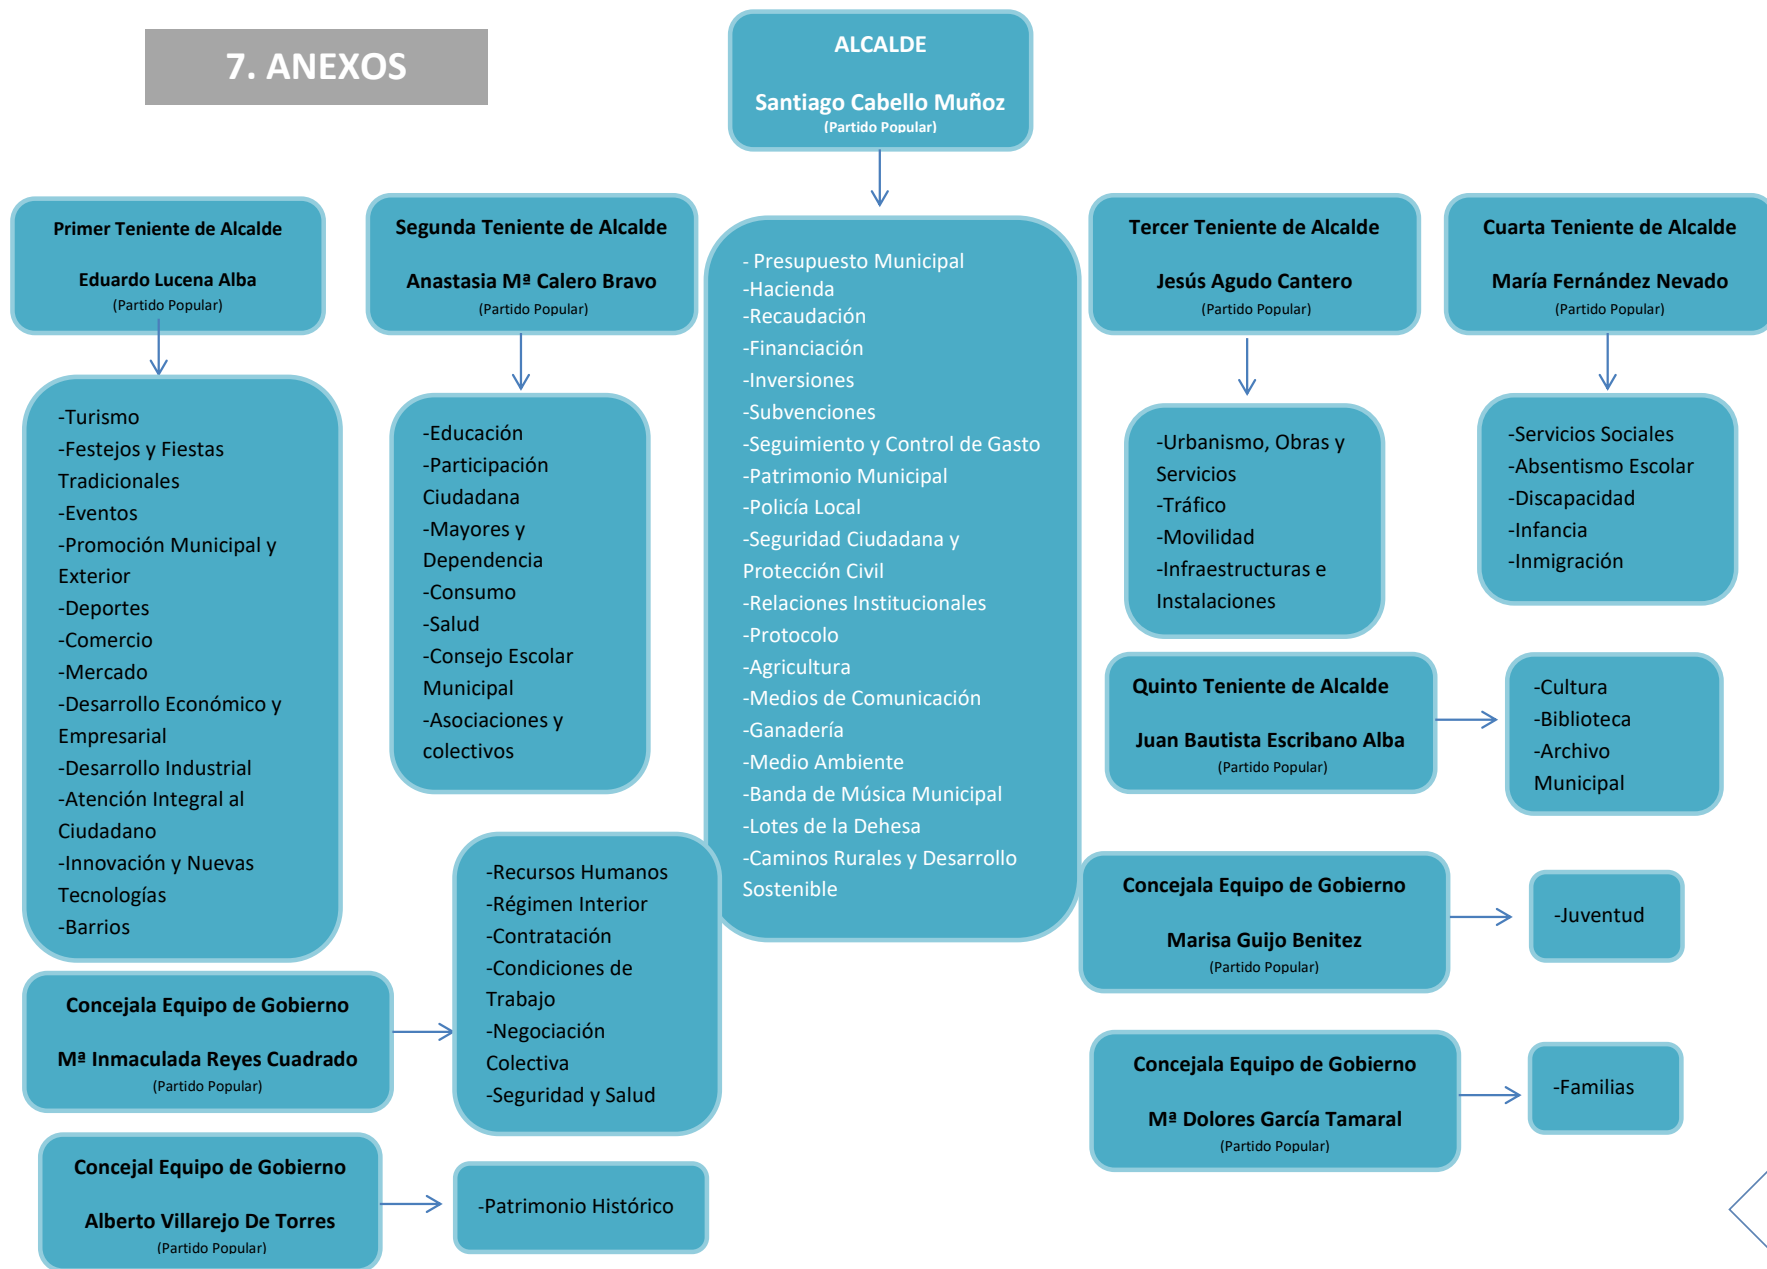 7. ANEXOS
ALCALDE
Santiago Cabello Muñoz
(Partido Popular)
Primer Teniente de Alcalde
Eduardo Lucena Alba
(Partido Popular)
-Turismo
-Festejos y Fiestas
Tradicionales
-Eventos
-Promoción Municipal y
Exterior
-Deportes
-Comercio
-Mercado
-Desarrollo Económico y
Empresarial
-Desarrollo Industrial
-Atención Integral al
Ciudadano
-Innovación y Nuevas
Tecnologías
-Barrios
Segunda Teniente de Alcalde
Anastasia Mª Calero Bravo
(Partido Popular)
-Educación
-Participación
Ciudadana
-Mayores y
Dependencia
-Consumo
-Salud
-Consejo Escolar
Municipal
-Asociaciones y
colectivos
- Presupuesto Municipal
-Hacienda
-Recaudación
-Financiación
-Inversiones
-Subvenciones
-Seguimiento y Control de Gasto
-Patrimonio Municipal
-Policía Local
-Seguridad Ciudadana y
Protección Civil
-Relaciones Institucionales
-Protocolo
-Agricultura
-Medios de Comunicación
-Ganadería
-Medio Ambiente
-Banda de Música Municipal
-Lotes de la Dehesa
-Caminos Rurales y Desarrollo
Sostenible
Tercer Teniente de Alcalde
Jesús Agudo Cantero
(Partido Popular)
-Urbanismo, Obras y
Servicios
-Tráfico
-Movilidad
-Infraestructuras e
Instalaciones
Cuarta Teniente de Alcalde
María Fernández Nevado
(Partido Popular)
-Servicios Sociales
-Absentismo Escolar
-Discapacidad
-Infancia
-Inmigración
Quinto Teniente de Alcalde
Juan Bautista Escribano Alba
(Partido Popular)
-Cultura
-Biblioteca
-Archivo
Municipal
Concejala Equipo de Gobierno
Marisa Guijo Benitez
(Partido Popular)
-Juventud
Concejala Equipo de Gobierno
Mª Inmaculada Reyes Cuadrado
(Partido Popular)
-Recursos Humanos
-Régimen Interior
-Contratación
-Condiciones de
Trabajo
-Negociación
Colectiva
-Seguridad y Salud
Concejala Equipo de Gobierno
Mª Dolores García Tamaral
(Partido Popular)
-Familias
Concejal Equipo de Gobierno
Alberto Villarejo De Torres
(Partido Popular)
-Patrimonio Histórico